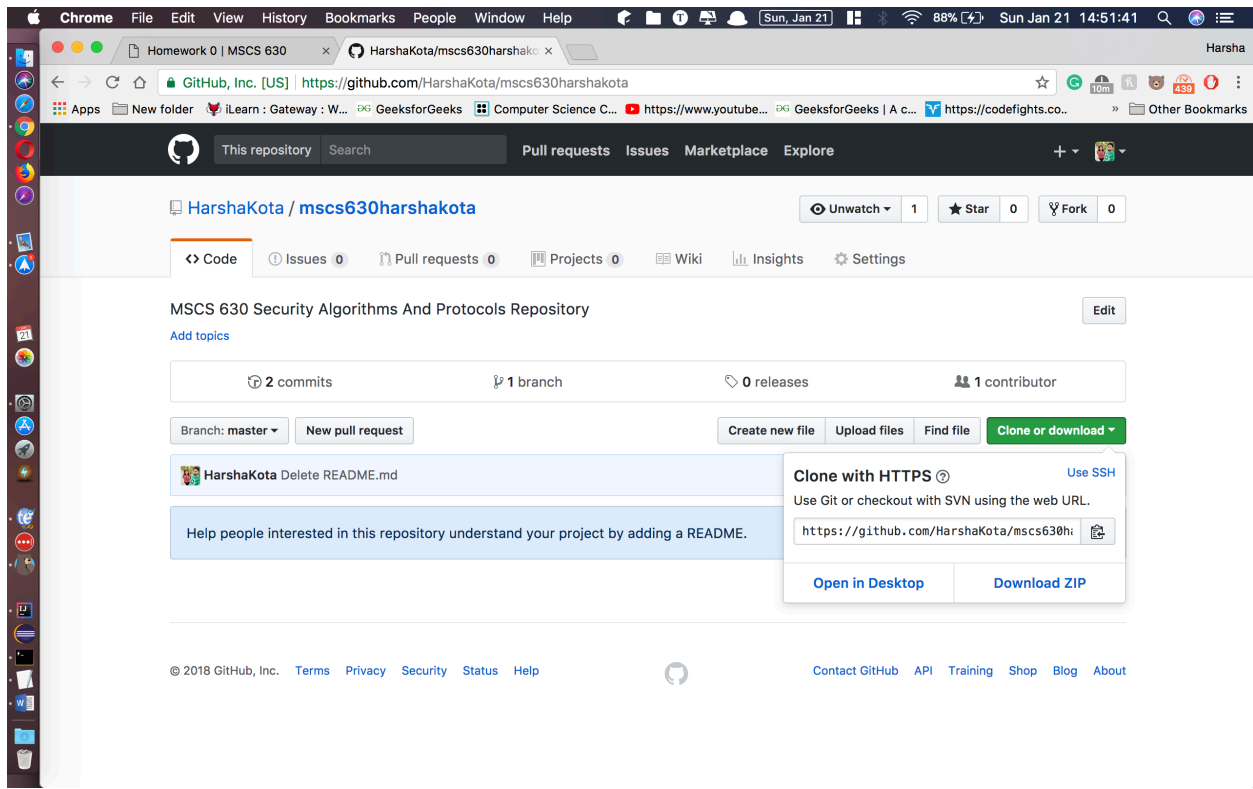 Chrome File Edit View History Bookmarks People Window Help Sun, Jan 21 88% Sun Jan 21 14:51:41
Homework 0 | MSCS 630 × HarshaKota/mscs630harshako × Harsha
GitHub, Inc. [US] https://github.com/HarshaKota/mscs630harshakota 10m 439
Apps New folder iLearn : Gateway : W... GeeksforGeeks Computer Science C... https://www.youtube... GeeksforGeeks | A c... https://codefights.co.. » Other Bookmarks
This repository Search Pull requests Issues Marketplace Explore
HarshaKota / mscs630harshakota Unwatch 1 Star 0 Fork 0
Code Issues 0 Pull requests 0 Projects 0 Wiki Insights Settings
MSCS 630 Security Algorithms And Protocols Repository Edit
Add topics
2 commits 1 branch 0 releases 1 contributor
Branch: master New pull request Create new file Upload files Find file Clone or download
HarshaKota Delete README.md
Clone with HTTPS Use SSH
Use Git or checkout with SVN using the web URL.
Help people interested in this repository understand your project by adding a README.
https://github.com/HarshaKota/mscs630ha
Open in Desktop Download ZIP
© 2018 GitHub, Inc. Terms Privacy Security Status Help Contact GitHub API Training Shop Blog About
21